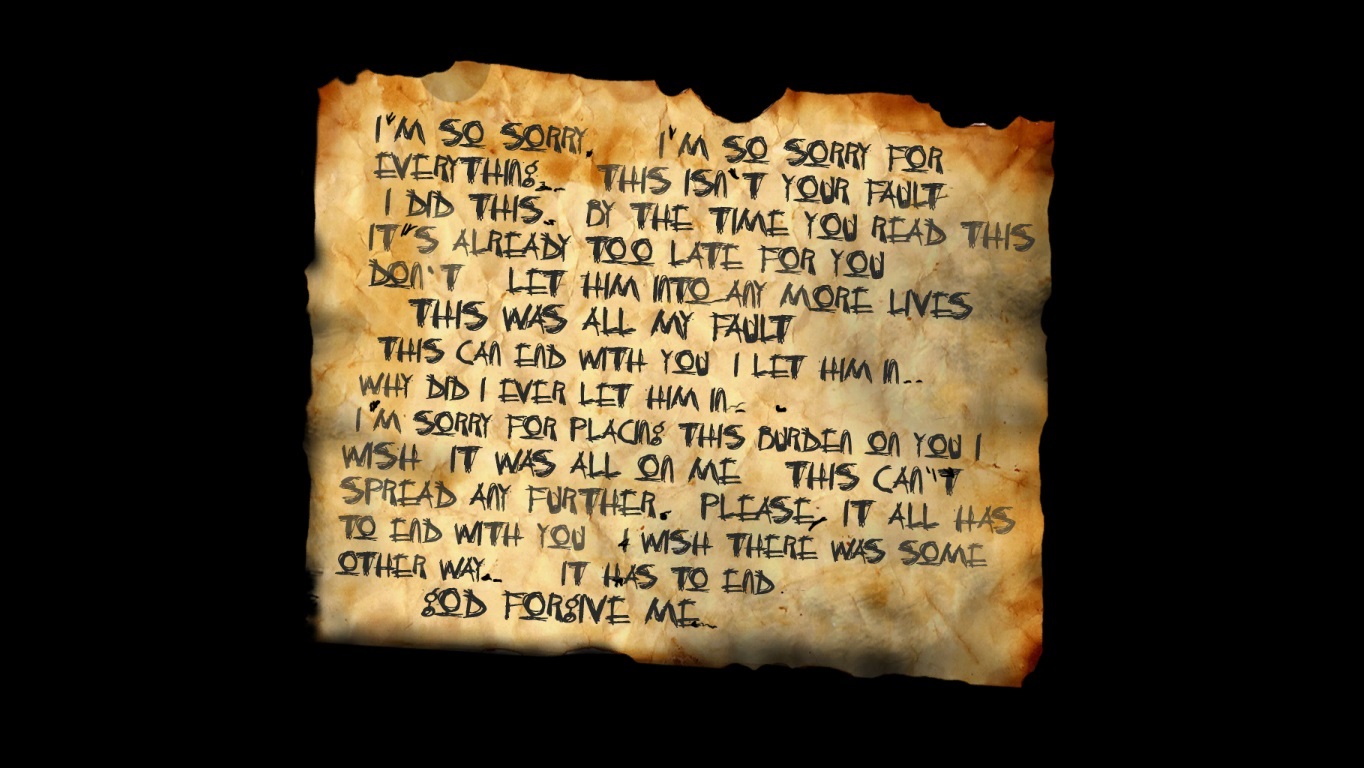 I'M SO SORRY. I'M SO SORRY FOR
EVERYTHING... THIS ISN'T YOUR FAULT
I DID THIS.. BY THE TIME YOU READ THIS
IT"S ALREADY TOO LATE FOR YOU
DON'T LET HIM INTO ANY MORE LIVES
THIS WAS ALL MY FAULT
THIS CAN END WITH YOU I LET HIM IN..
WHY DID I EVER LET HIM IN..
I'M SORRY FOR PLACING THIS BURDEN ON YOU I
WISH IT WAS ALL ON ME THIS CAN"T
SPREAD ANY FURTHER. PLEASE, IT ALL HAS
TO END WITH YOU I WISH THERE WAS SOME
OTHER WAY... IT HAS TO END.
GOD FORGIVE ME...